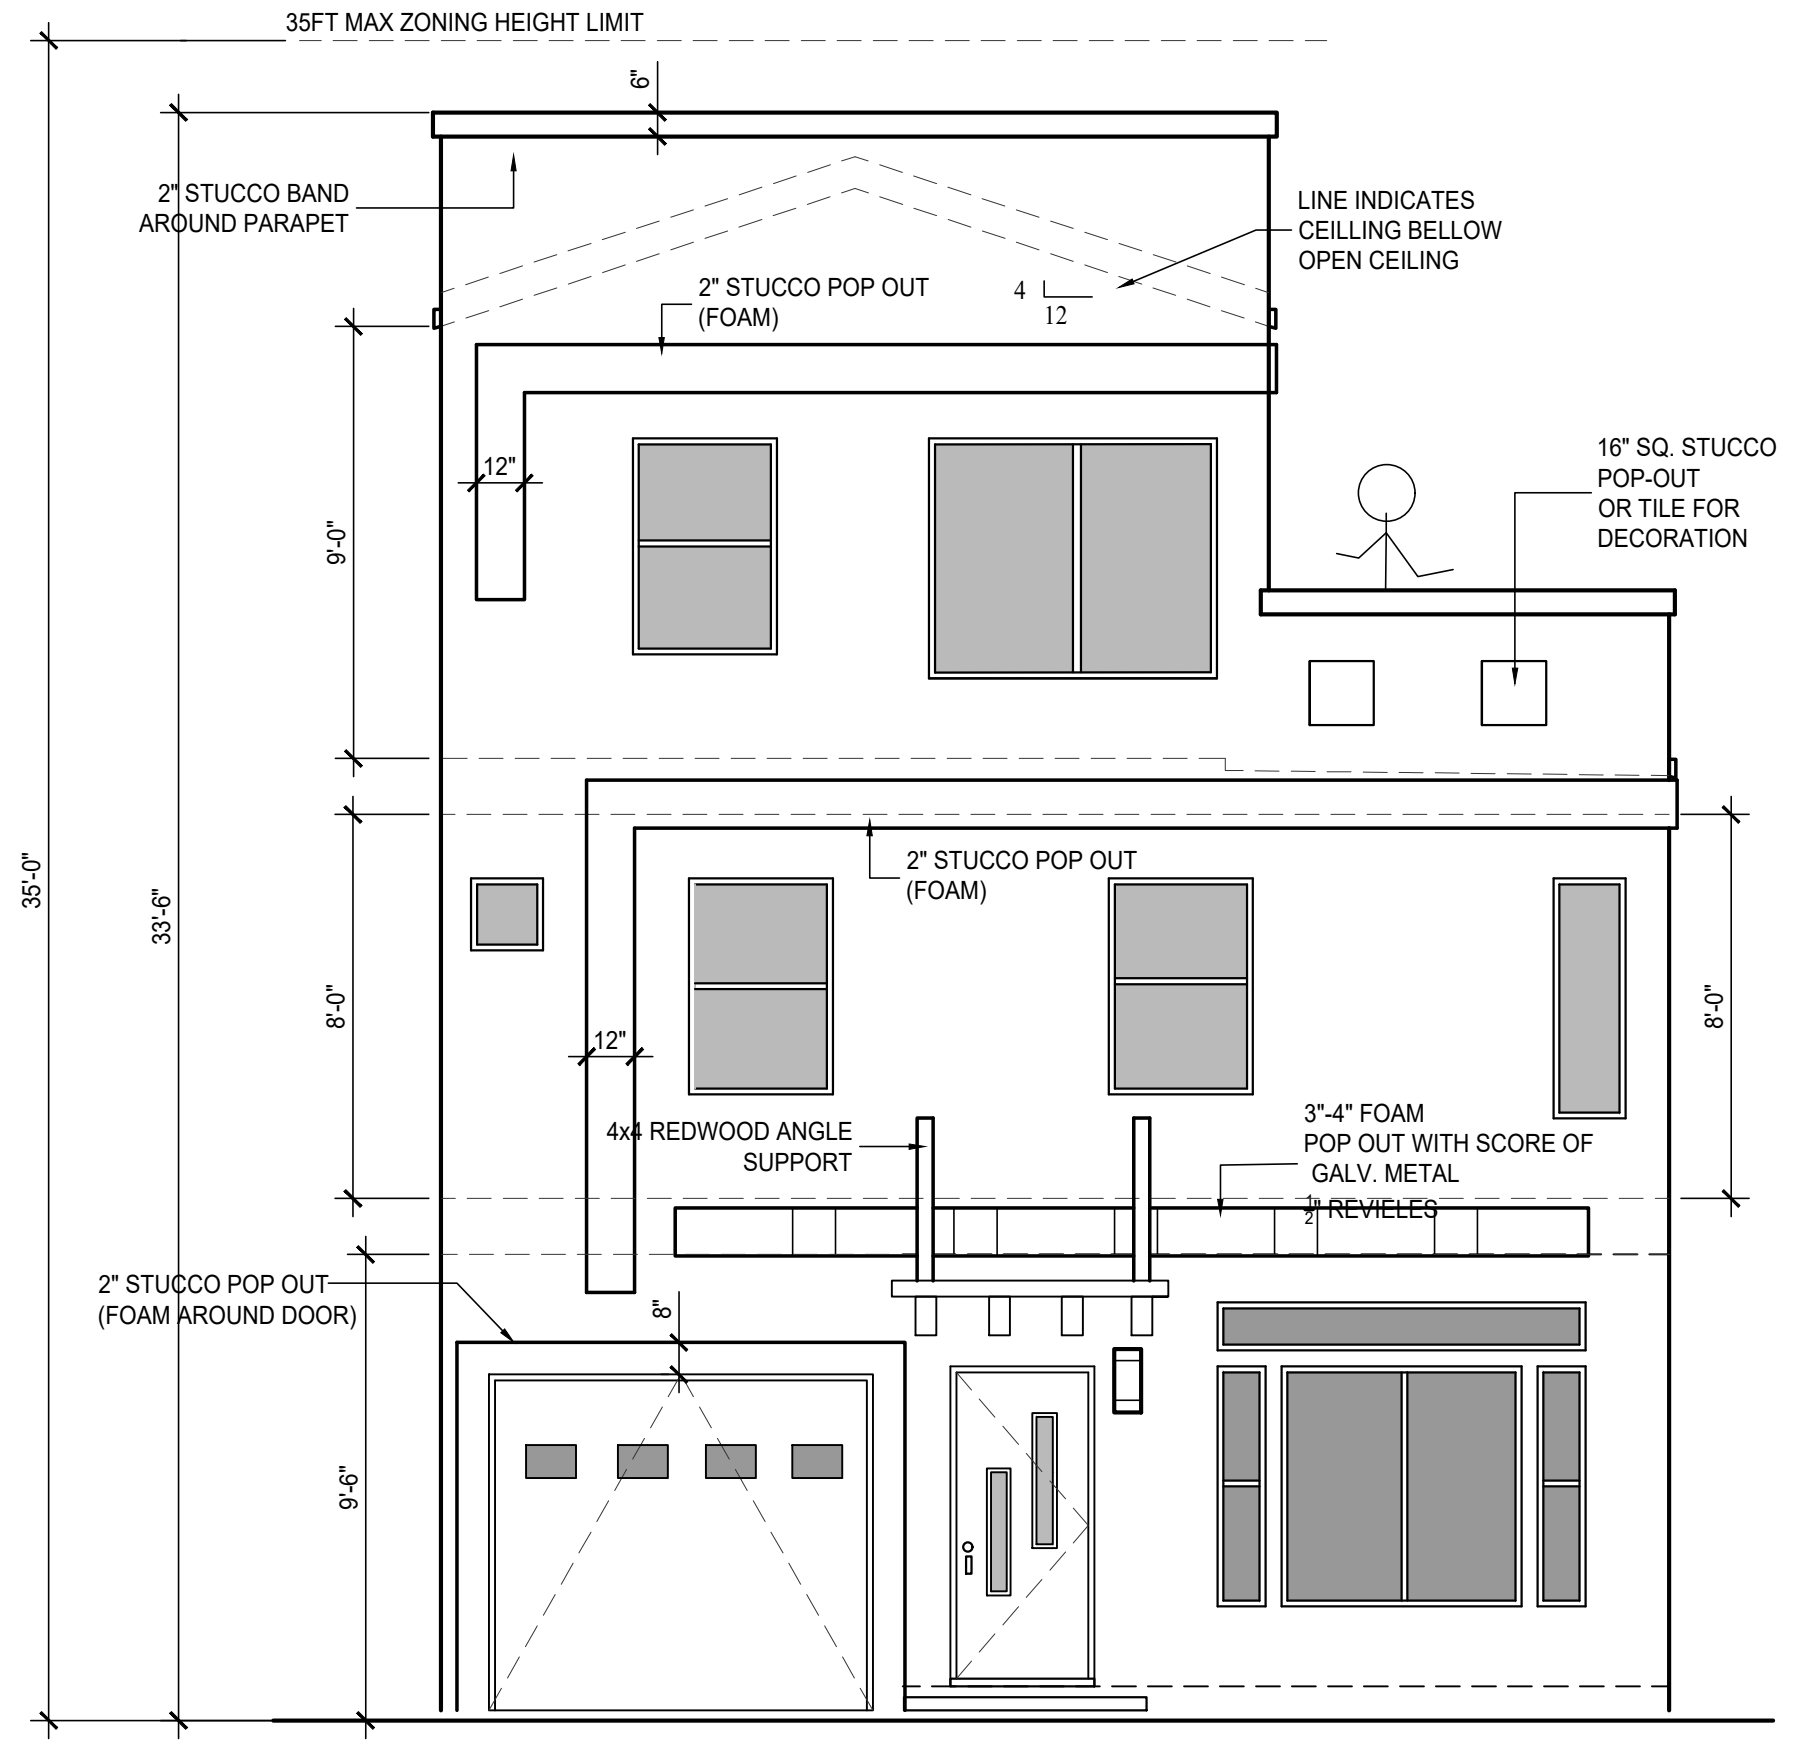 35FT MAX ZONING HEIGHT LIMIT
6"
2" STUCCO BAND
AROUND PARAPET
LINE INDICATES
CEILLING BELLOW
OPEN CEILING
2" STUCCO POP OUT
(FOAM)
4
12
12"
16" SQ. STUCCO
POP-OUT
OR TILE FOR
DECORATION
9'-0"
35'-0"
33'-6"
2" STUCCO POP OUT
(FOAM)
8'-0"
8'-0"
12"
4x4 REDWOOD ANGLE
SUPPORT
3"-4" FOAM
POP OUT WITH SCORE OF
GALV. METAL
1/2" REVIELES
2" STUCCO POP OUT
(FOAM AROUND DOOR)
8"
9'-6"